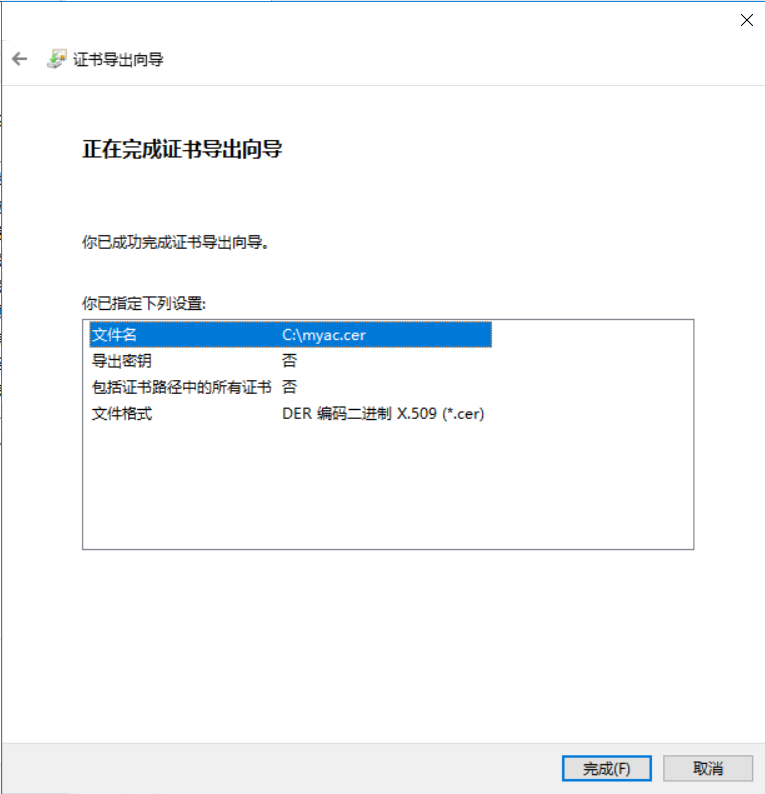 证书导出向导
正在完成证书导出向导
你已成功完成证书导出向导。
你已指定下列设置:
文件名 C:\myac.cer
导出密钥 否
包括证书路径中的所有证书 否
文件格式 DER 编码二进制 X.509 (*.cer)
完成(F) 取消